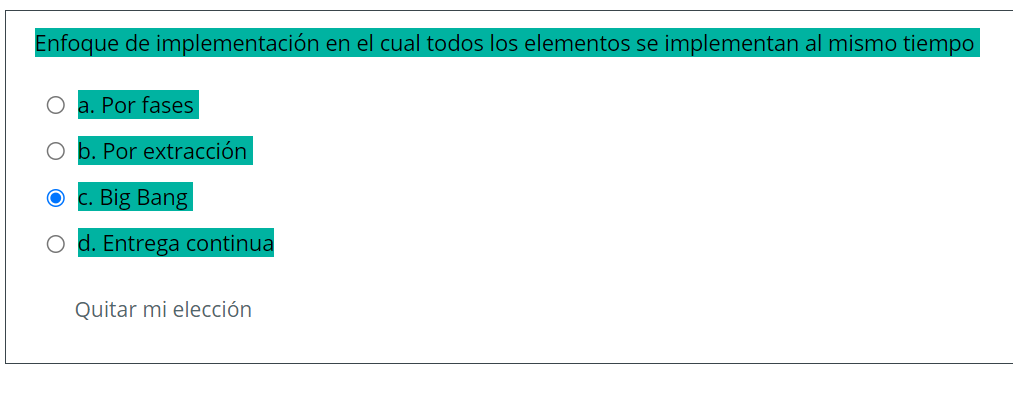 Enfoque de implementación en el cual todos los elementos se implementan al mismo tiempo
a. Por fases
b. Por extracción
c. Big Bang
d. Entrega continua
Quitar mi elección